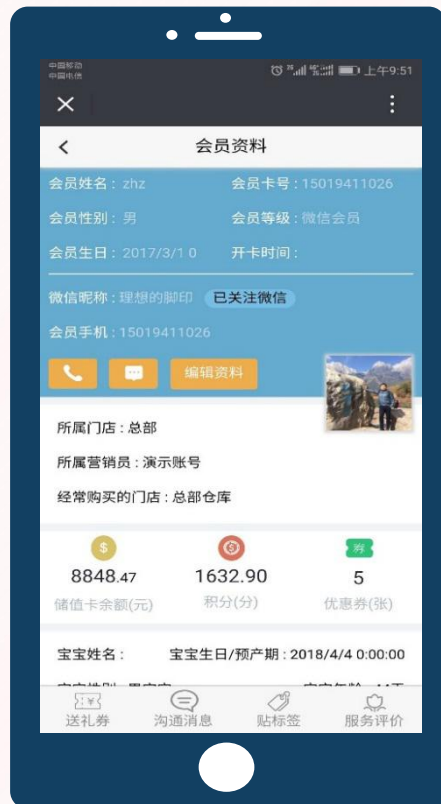 中国移动
中国电信
上午9:51
会员资料
会员姓名：zhz 会员卡号：15019411026
会员性别：男 会员等级：微信会员
会员生日：2017/3/1 0 开卡时间：
微信昵称：理想的脚印 已关注微信
会员手机：15019411026
编辑资料
所属门店：总部
所属营销员：演示账号
经常购买的门店：总部仓库
券
8848.47 1632.90 5
储值卡余额(元) 积分(分) 优惠券(张)
宝宝姓名： 宝宝生日/预产期：2018/4/4 0:00:00
送礼券 沟通消息 贴标签 服务评价